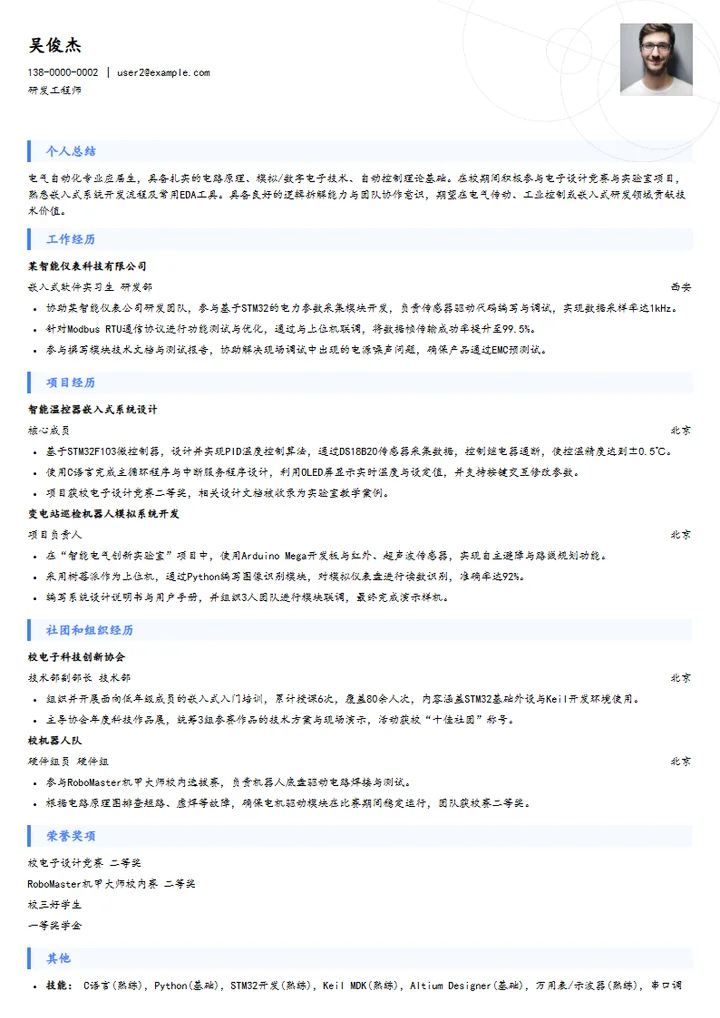 吴俊杰
138-0000-0002 | user2@example.com
研发工程师
个人总结
电气自动化专业应届生，具备扎实的电路原理、模拟/数字电子技术、自动控制理论基础。在校期间积极参与电子设计竞赛与实验室项目，
熟悉嵌入式系统开发流程及常用EDA工具。具备良好的逻辑拆解能力与团队协作意识，期望在电气传动、工业控制或嵌入式研发领域贡献技
术价值。
工作经历
某智能仪表科技有限公司
嵌入式软件实习生 研发部 西安
• 协助某智能仪表公司研发团队，参与基于STM32的电力参数采集模块开发，负责传感器驱动代码编写与调试，实现数据采样率达1kHz。
• 针对Modbus RTU通信协议进行功能测试与优化，通过与上位机联调，将数据帧传输成功率提升至99.5%。
• 参与撰写模块技术文档与测试报告，协助解决现场调试中出现的电源噪声问题，确保产品通过EMC预测试。
项目经历
智能温控器嵌入式系统设计
核心成员 北京
• 基于STM32F103微控制器，设计并实现PID温度控制算法，通过DS18B20传感器采集数据，控制继电器通断，使控温精度达到±0.5℃。
• 使用C语言完成主循环程序与中断服务程序设计，利用OLED屏显示实时温度与设定值，并支持按键交互修改参数。
• 项目获校电子设计竞赛二等奖，相关设计文档被收录为实验室教学案例。
变电站巡检机器人模拟系统开发
项目负责人 北京
• 在“智能电气创新实验室”项目中，使用Arduino Mega开发板与红外、超声波传感器，实现自主避障与路径规划功能。
• 采用树莓派作为上位机，通过Python编写图像识别模块，对模拟仪表盘进行读数识别，准确率达92%。
• 编写系统设计说明书与用户手册，并组织3人团队进行模块联调，最终完成演示样机。
社团和组织经历
校电子科技创新协会
技术部副部长 技术部 北京
• 组织并开展面向低年级成员的嵌入式入门培训，累计授课6次，覆盖80余人次，内容涵盖STM32基础外设与Keil开发环境使用。
• 主导协会年度科技作品展，统筹3组参赛作品的技术方案与现场演示，活动获校“十佳社团”称号。
校机器人队
硬件组员 硬件组 北京
• 参与RoboMaster机甲大师校内选拔赛，负责机器人底盘驱动电路焊接与测试。
• 根据电路原理图排查短路、虚焊等故障，确保电机驱动模块在比赛期间稳定运行，团队获校赛二等奖。
荣誉奖项
校电子设计竞赛 二等奖
RoboMaster机甲大师校内赛 二等奖
校三好学生
一等奖学金
其他
• 技能： C语言(熟练), Python(基础), STM32开发(熟练), Keil MDK(熟练), Altium Designer(基础), 万用表/示波器(熟练), 串口调